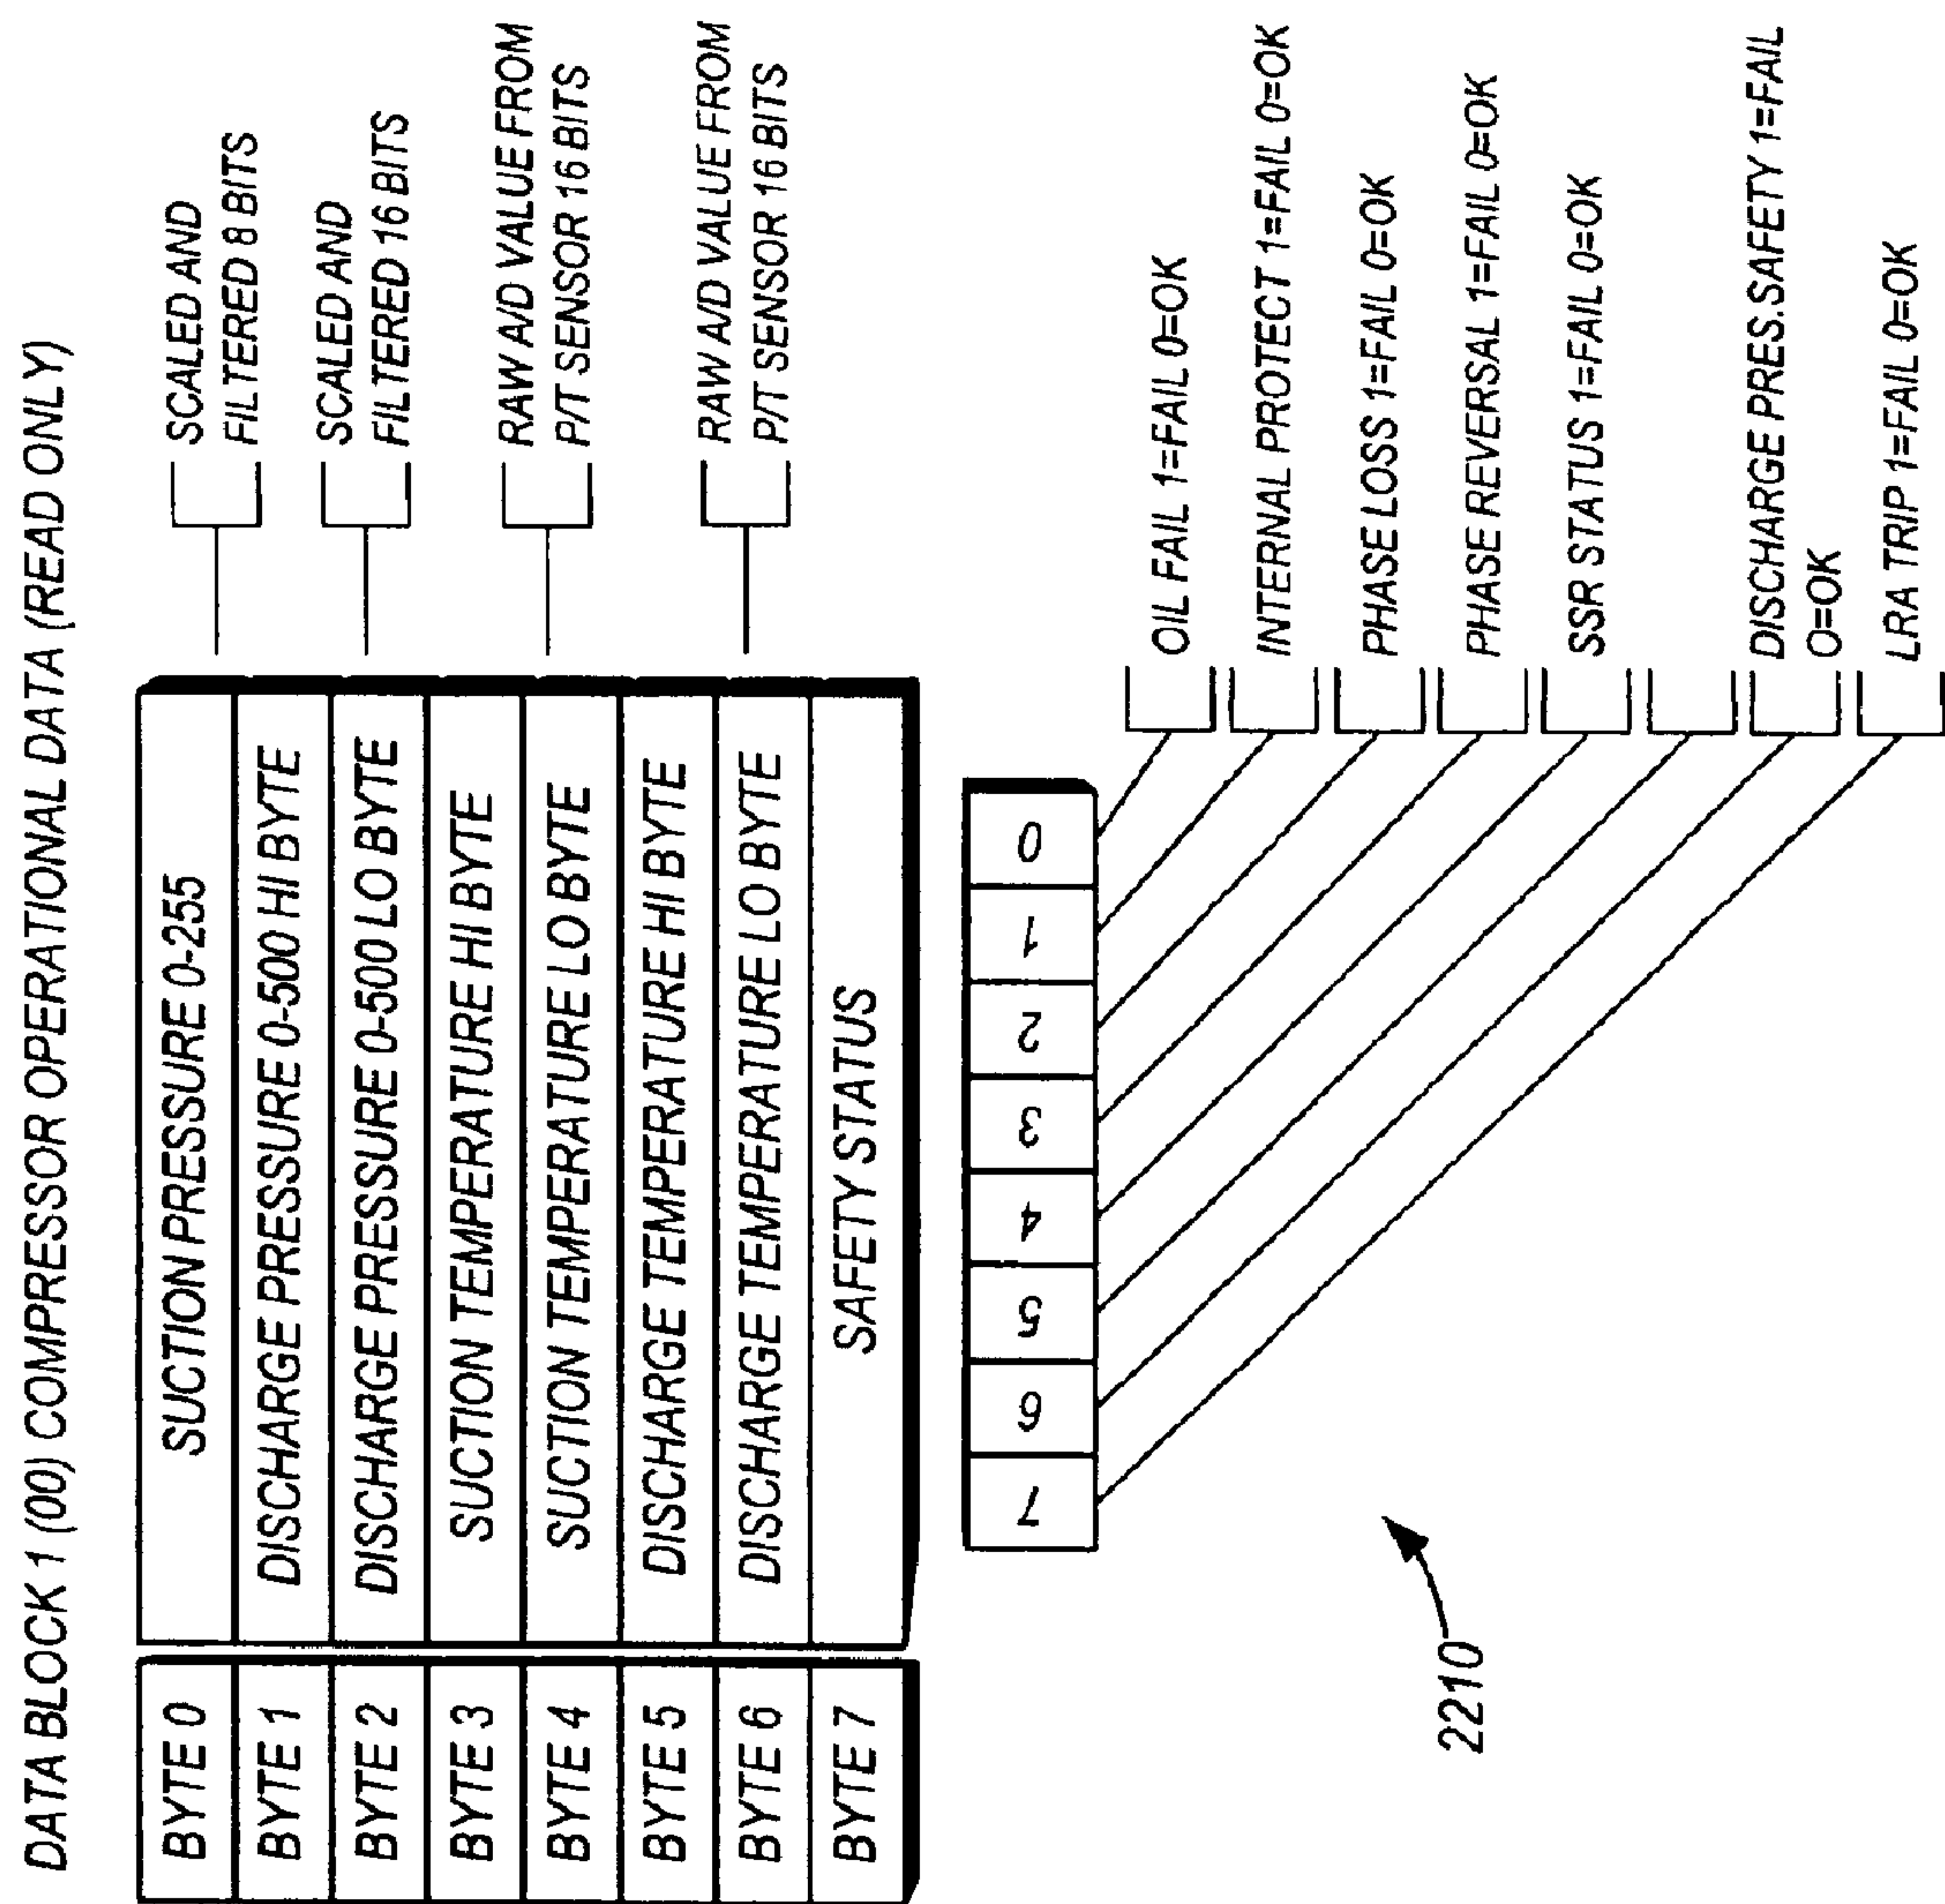 DATA BLOCK 1 (00) COMPRESSOR OPERATIONAL DATA (READ ONLY)
BYTE 0 SUCTION PRESSURE 0-255
BYTE 1 DISCHARGE PRESSURE 0-500 HI BYTE
BYTE 2 DISCHARGE PRESSURE 0-500 LO BYTE
BYTE 3 SUCTION TEMPERATURE HI BYTE
BYTE 4 SUCTION TEMPERATURE LO BYTE
BYTE 5 DISCHARGE TEMPERATURE HI BYTE
BYTE 6 DISCHARGE TEMPERATURE LO BYTE
BYTE 7 SAFETY STATUS
SCALED AND
FILTERED 8 BITS
SCALED AND
FILTERED 16 BITS
RAW A/D VALUE FROM
P/T SENSOR 16 BITS
RAW A/D VALUE FROM
P/T SENSOR 16 BITS
7 6 5 4 3 2 1 0
OIL FAIL 1=FAIL 0=OK
INTERNAL PROTECT 1=FAIL 0=OK
PHASE LOSS 1=FAIL 0=OK
PHASE REVERSAL 1=FAIL 0=OK
SSR STATUS 1=FAIL 0=OK
DISCHARGE PRES.SAFETY 1=FAIL
O=OK
LRA TRIP 1=FAIL 0=OK
2210